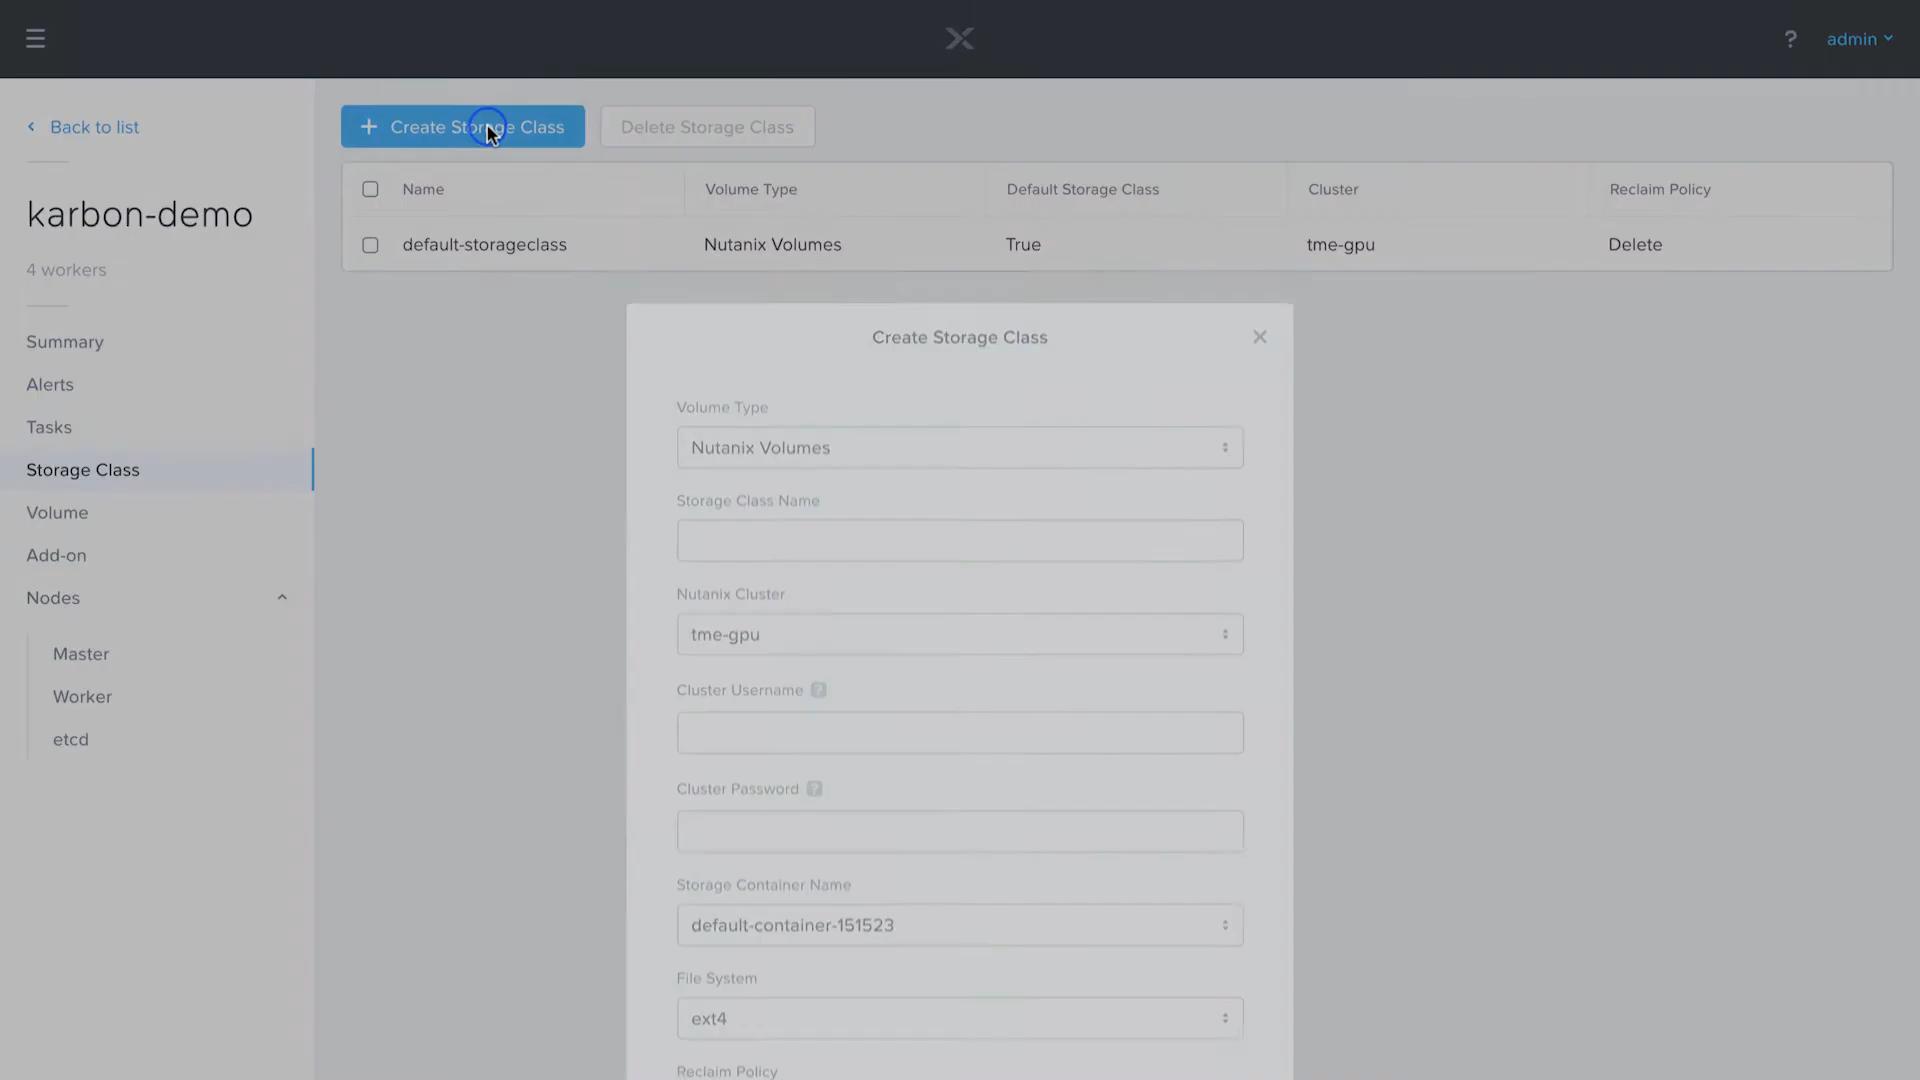 ? admin
Back to list
karbon-demo
4 workers
Summary
Alerts
Tasks
Storage Class
Volume
Add-on
Nodes
Master
Worker
etcd
+ Create Storage Class Delete Storage Class
Name Volume Type Default Storage Class Cluster Reclaim Policy
default-storageclass Nutanix Volumes True tme-gpu Delete
Create Storage Class
Volume Type
Nutanix Volumes
Storage Class Name
Nutanix Cluster
tme-gpu
Cluster Username ?
Cluster Password ?
Storage Container Name
default-container-151523
File System
ext4
Reclaim Policy